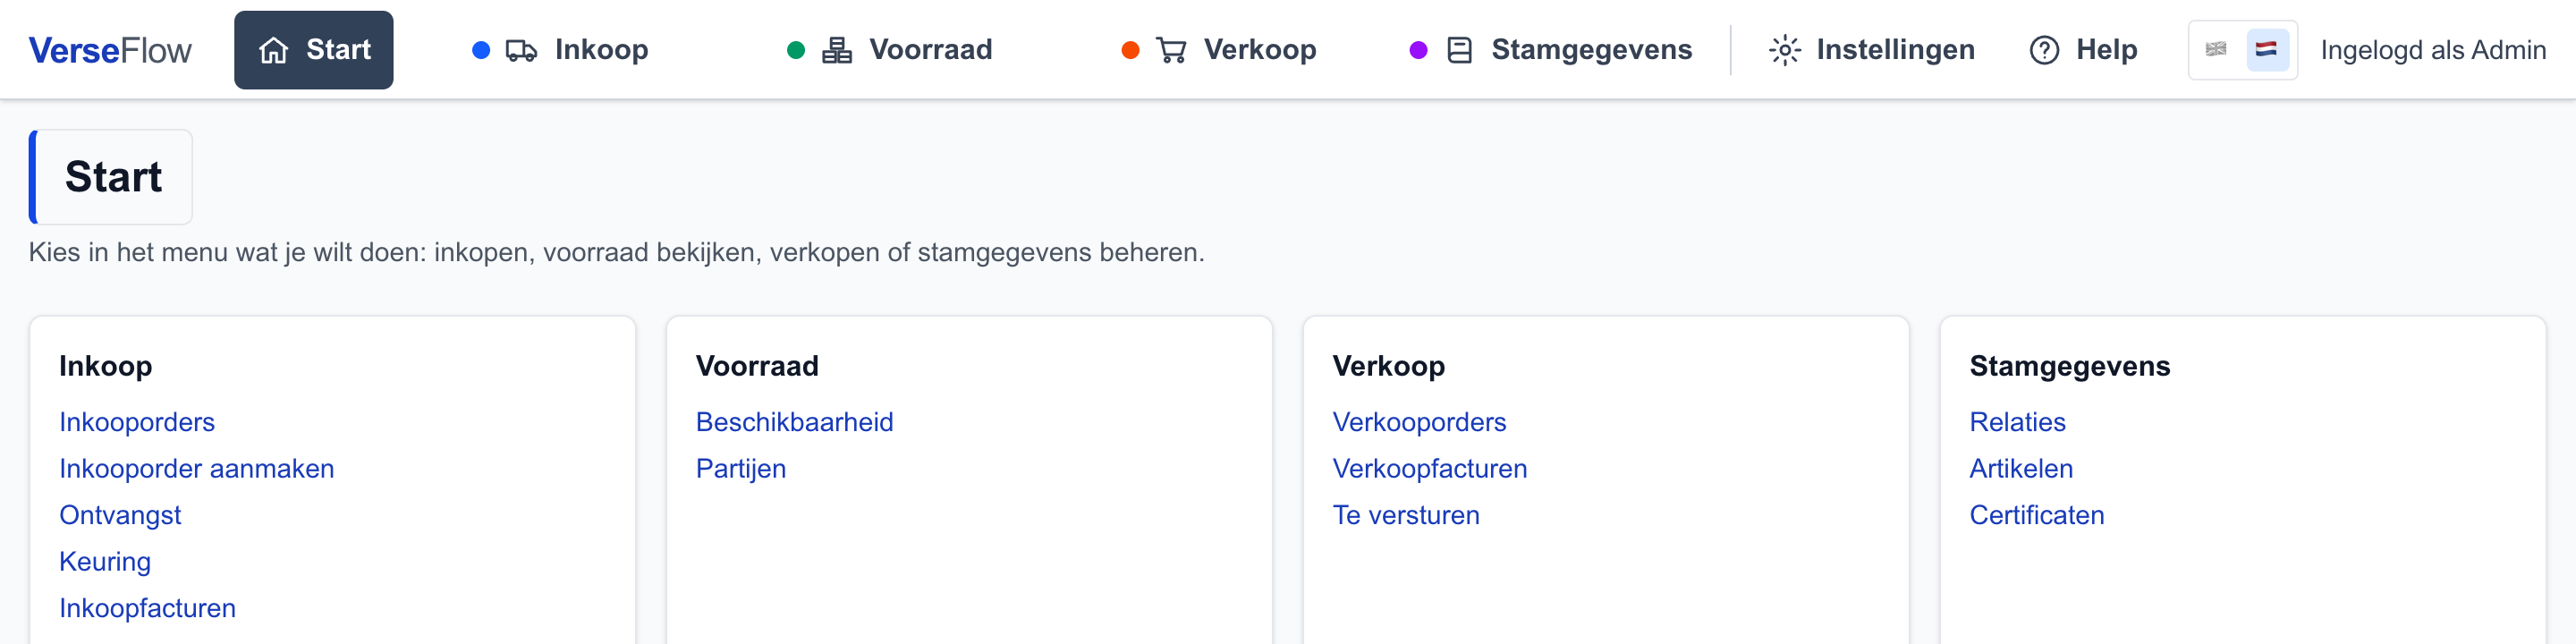 VerseFlow Start Inkoop Voorraad Verkoop Stamgegevens Instellingen Help Ingelogd als Admin
Start
Kies in het menu wat je wilt doen: inkopen, voorraad bekijken, verkopen of stamgegevens beheren.
Inkoop
Inkooporders
Inkooporder aanmaken
Ontvangst
Keuring
Inkoopfacturen
Voorraad
Beschikbaarheid
Partijen
Verkoop
Verkooporders
Verkoopfacturen
Te versturen
Stamgegevens
Relaties
Artikelen
Certificaten